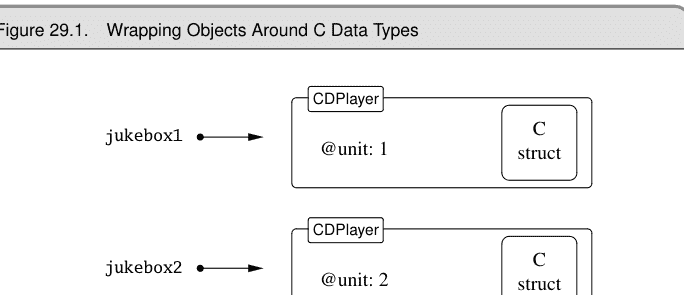 Figure 29.1. Wrapping Objects Around C Data Types
CDPlayer
jukebox1
@unit: 1
C
struct
CDPlayer
jukebox2
@unit: 2
C
struct